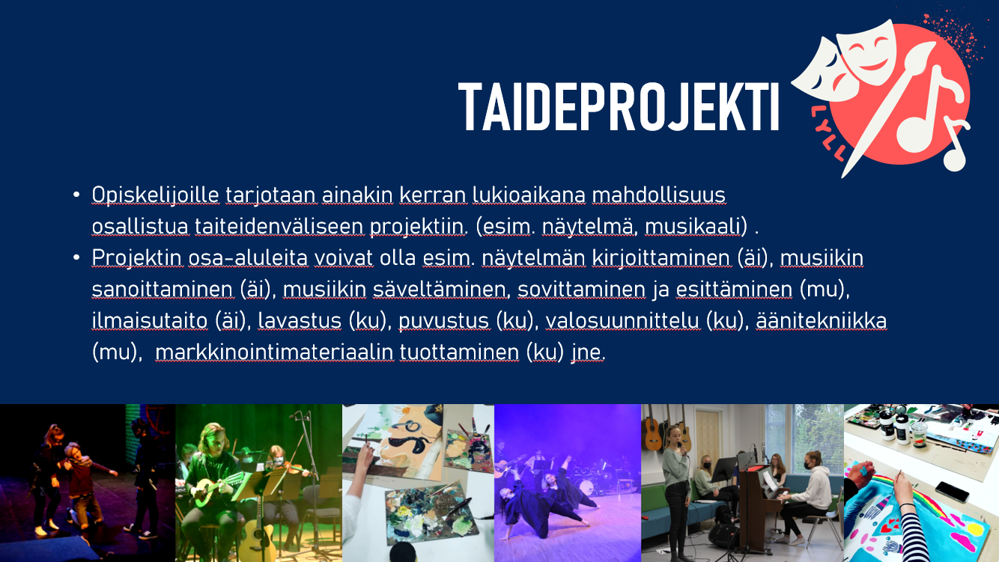 TAIDEPROJEKTI
LYLL
• Opiskelijoille tarjotaan ainakin kerran lukioaikana mahdollisuus
osallistua taiteidenväliseen projektiin. (esim. näytelmä, musikaali) .
• Projektin osa-aluleita voivat olla esim. näytelmän kirjoittaminen (äi), musiikin
sanoittaminen (äi), musiikin säveltäminen, sovittaminen ja esittäminen (mu),
ilmaisutaito (äi), lavastus (ku), puvustus (ku), valosuunnittelu (ku), äänitekniikka
(mu),  markkinointimateriaalin tuottaminen (ku) jne.